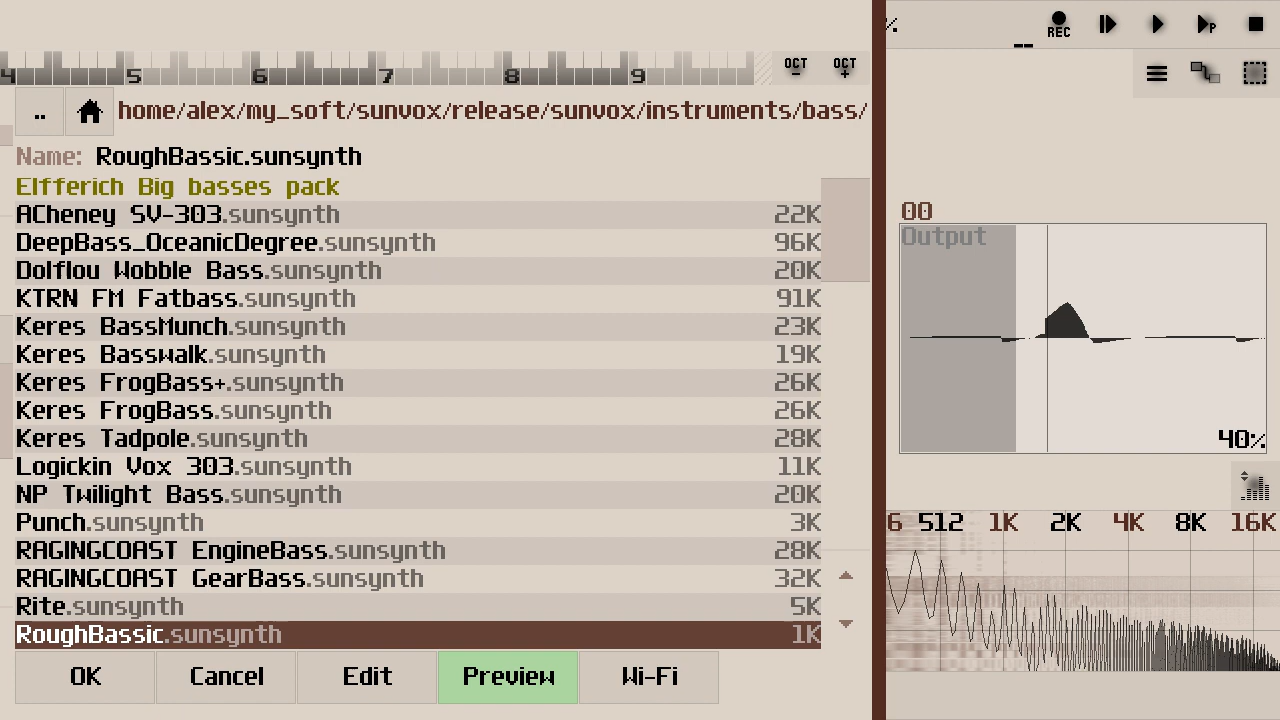 4 5 6 7 8 9 OCT - OCT +
.. home/alex/my_soft/sunvox/release/sunvox/instruments/bass/
Name: RoughBassic.sunsynth
Elfferich Big basses pack
ACheney SV-303.sunsynth 22K
DeepBass_OceanicDegree.sunsynth 96K
Dolflou Wobble Bass.sunsynth 20K
KTRN FM Fatbass.sunsynth 91K
Keres BassMunch.sunsynth 23K
Keres Basswalk.sunsynth 19K
Keres FrogBass+.sunsynth 26K
Keres FrogBass.sunsynth 26K
Keres Tadpole.sunsynth 28K
Logickin Vox 303.sunsynth 11K
NP Twilight Bass.sunsynth 20K
Punch.sunsynth 3K
RAGINGCOAST EngineBass.sunsynth 28K
RAGINGCOAST GearBass.sunsynth 32K
Rite.sunsynth 5K
RoughBassic.sunsynth 1K
OK Cancel Edit Preview Wi-Fi
% REC P
00
Output
40%
6 512 1K 2K 4K 8K 16K